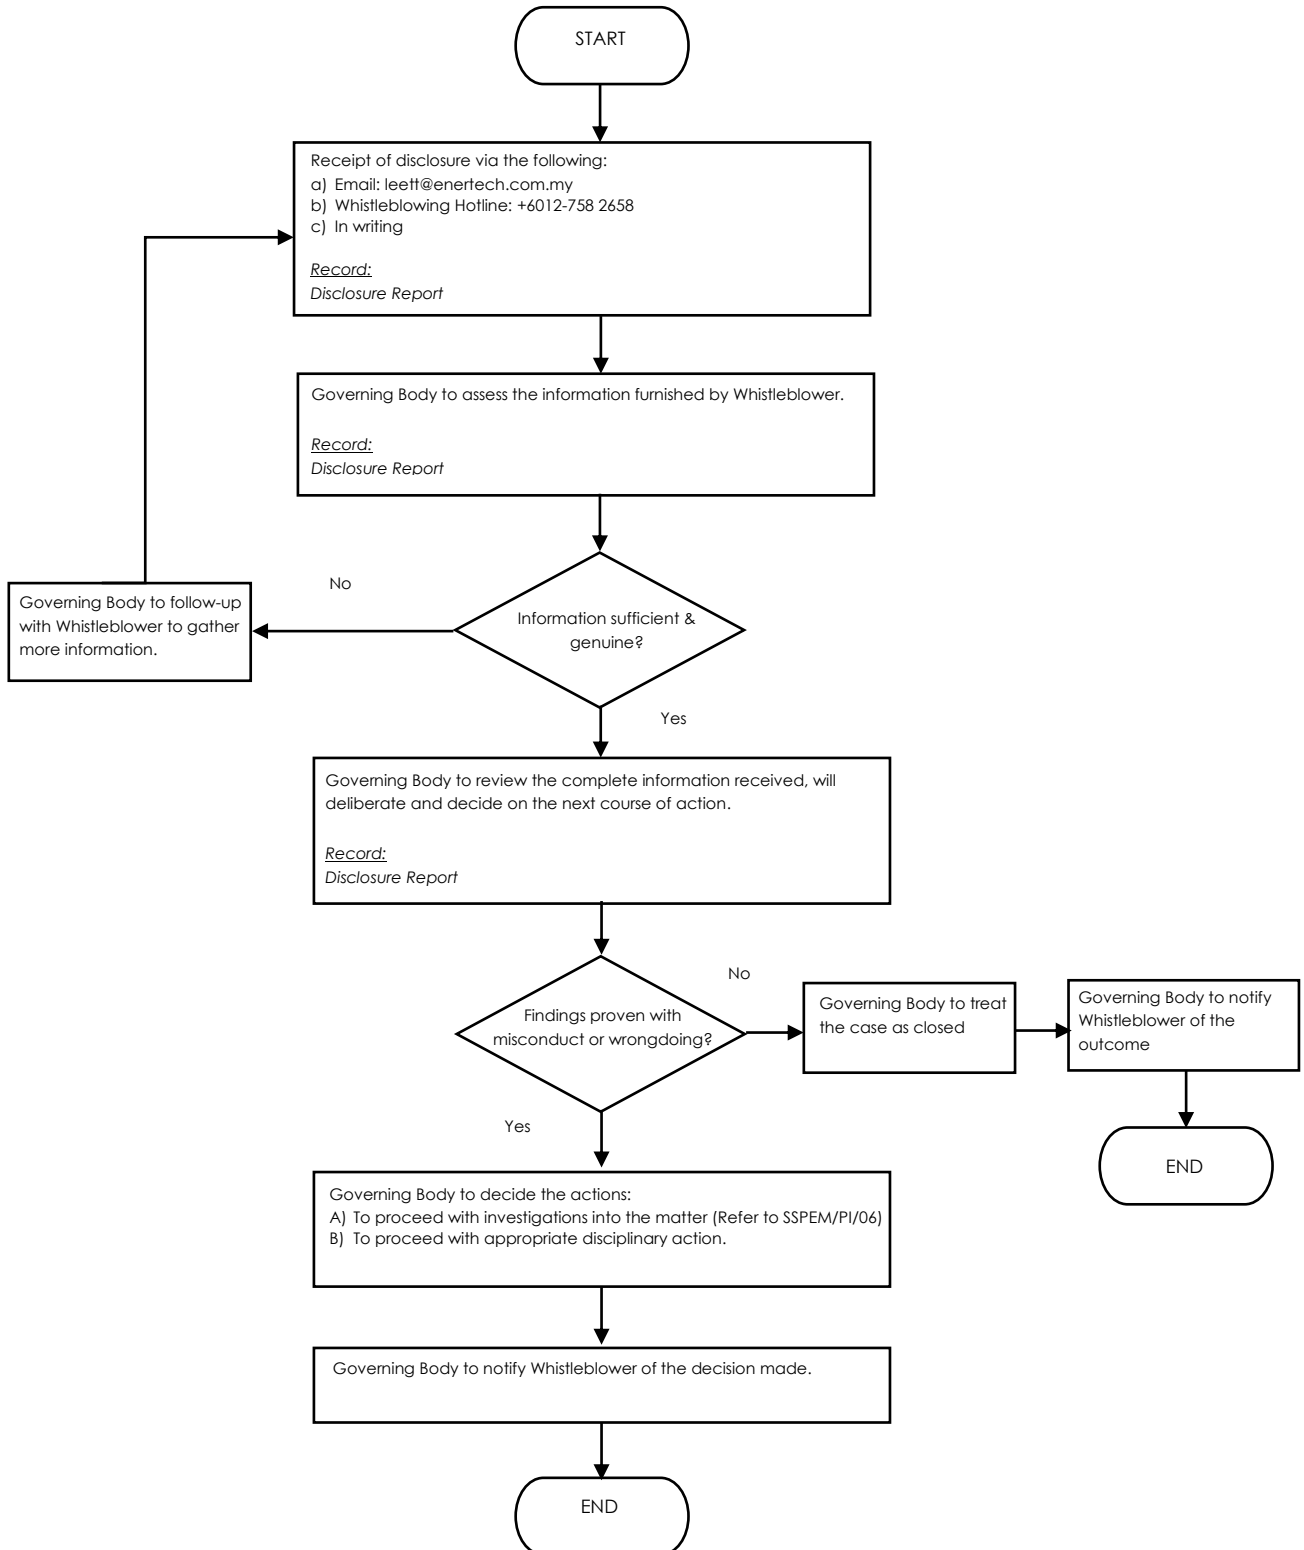 START
Receipt of disclosure via the following:
a) Email: leett@enertech.com.my
b) Whistleblowing Hotline: +6012-758 2658
c) In writing
Record:
Disclosure Report
Governing Body to assess the information furnished by Whistleblower.
Record:
Disclosure Report
No
Governing Body to follow-up
with Whistleblower to gather
more information.
Information sufficient &
genuine?
Yes
Governing Body to review the complete information received, will
deliberate and decide on the next course of action.
Record:
Disclosure Report
No
Findings proven with
misconduct or wrongdoing?
Governing Body to treat
the case as closed
Governing Body to notify
Whistleblower of the
outcome
Yes
END
Governing Body to decide the actions:
A) To proceed with investigations into the matter (Refer to SSPEM/PI/06)
B) To proceed with appropriate disciplinary action.
Governing Body to notify Whistleblower of the decision made.
END